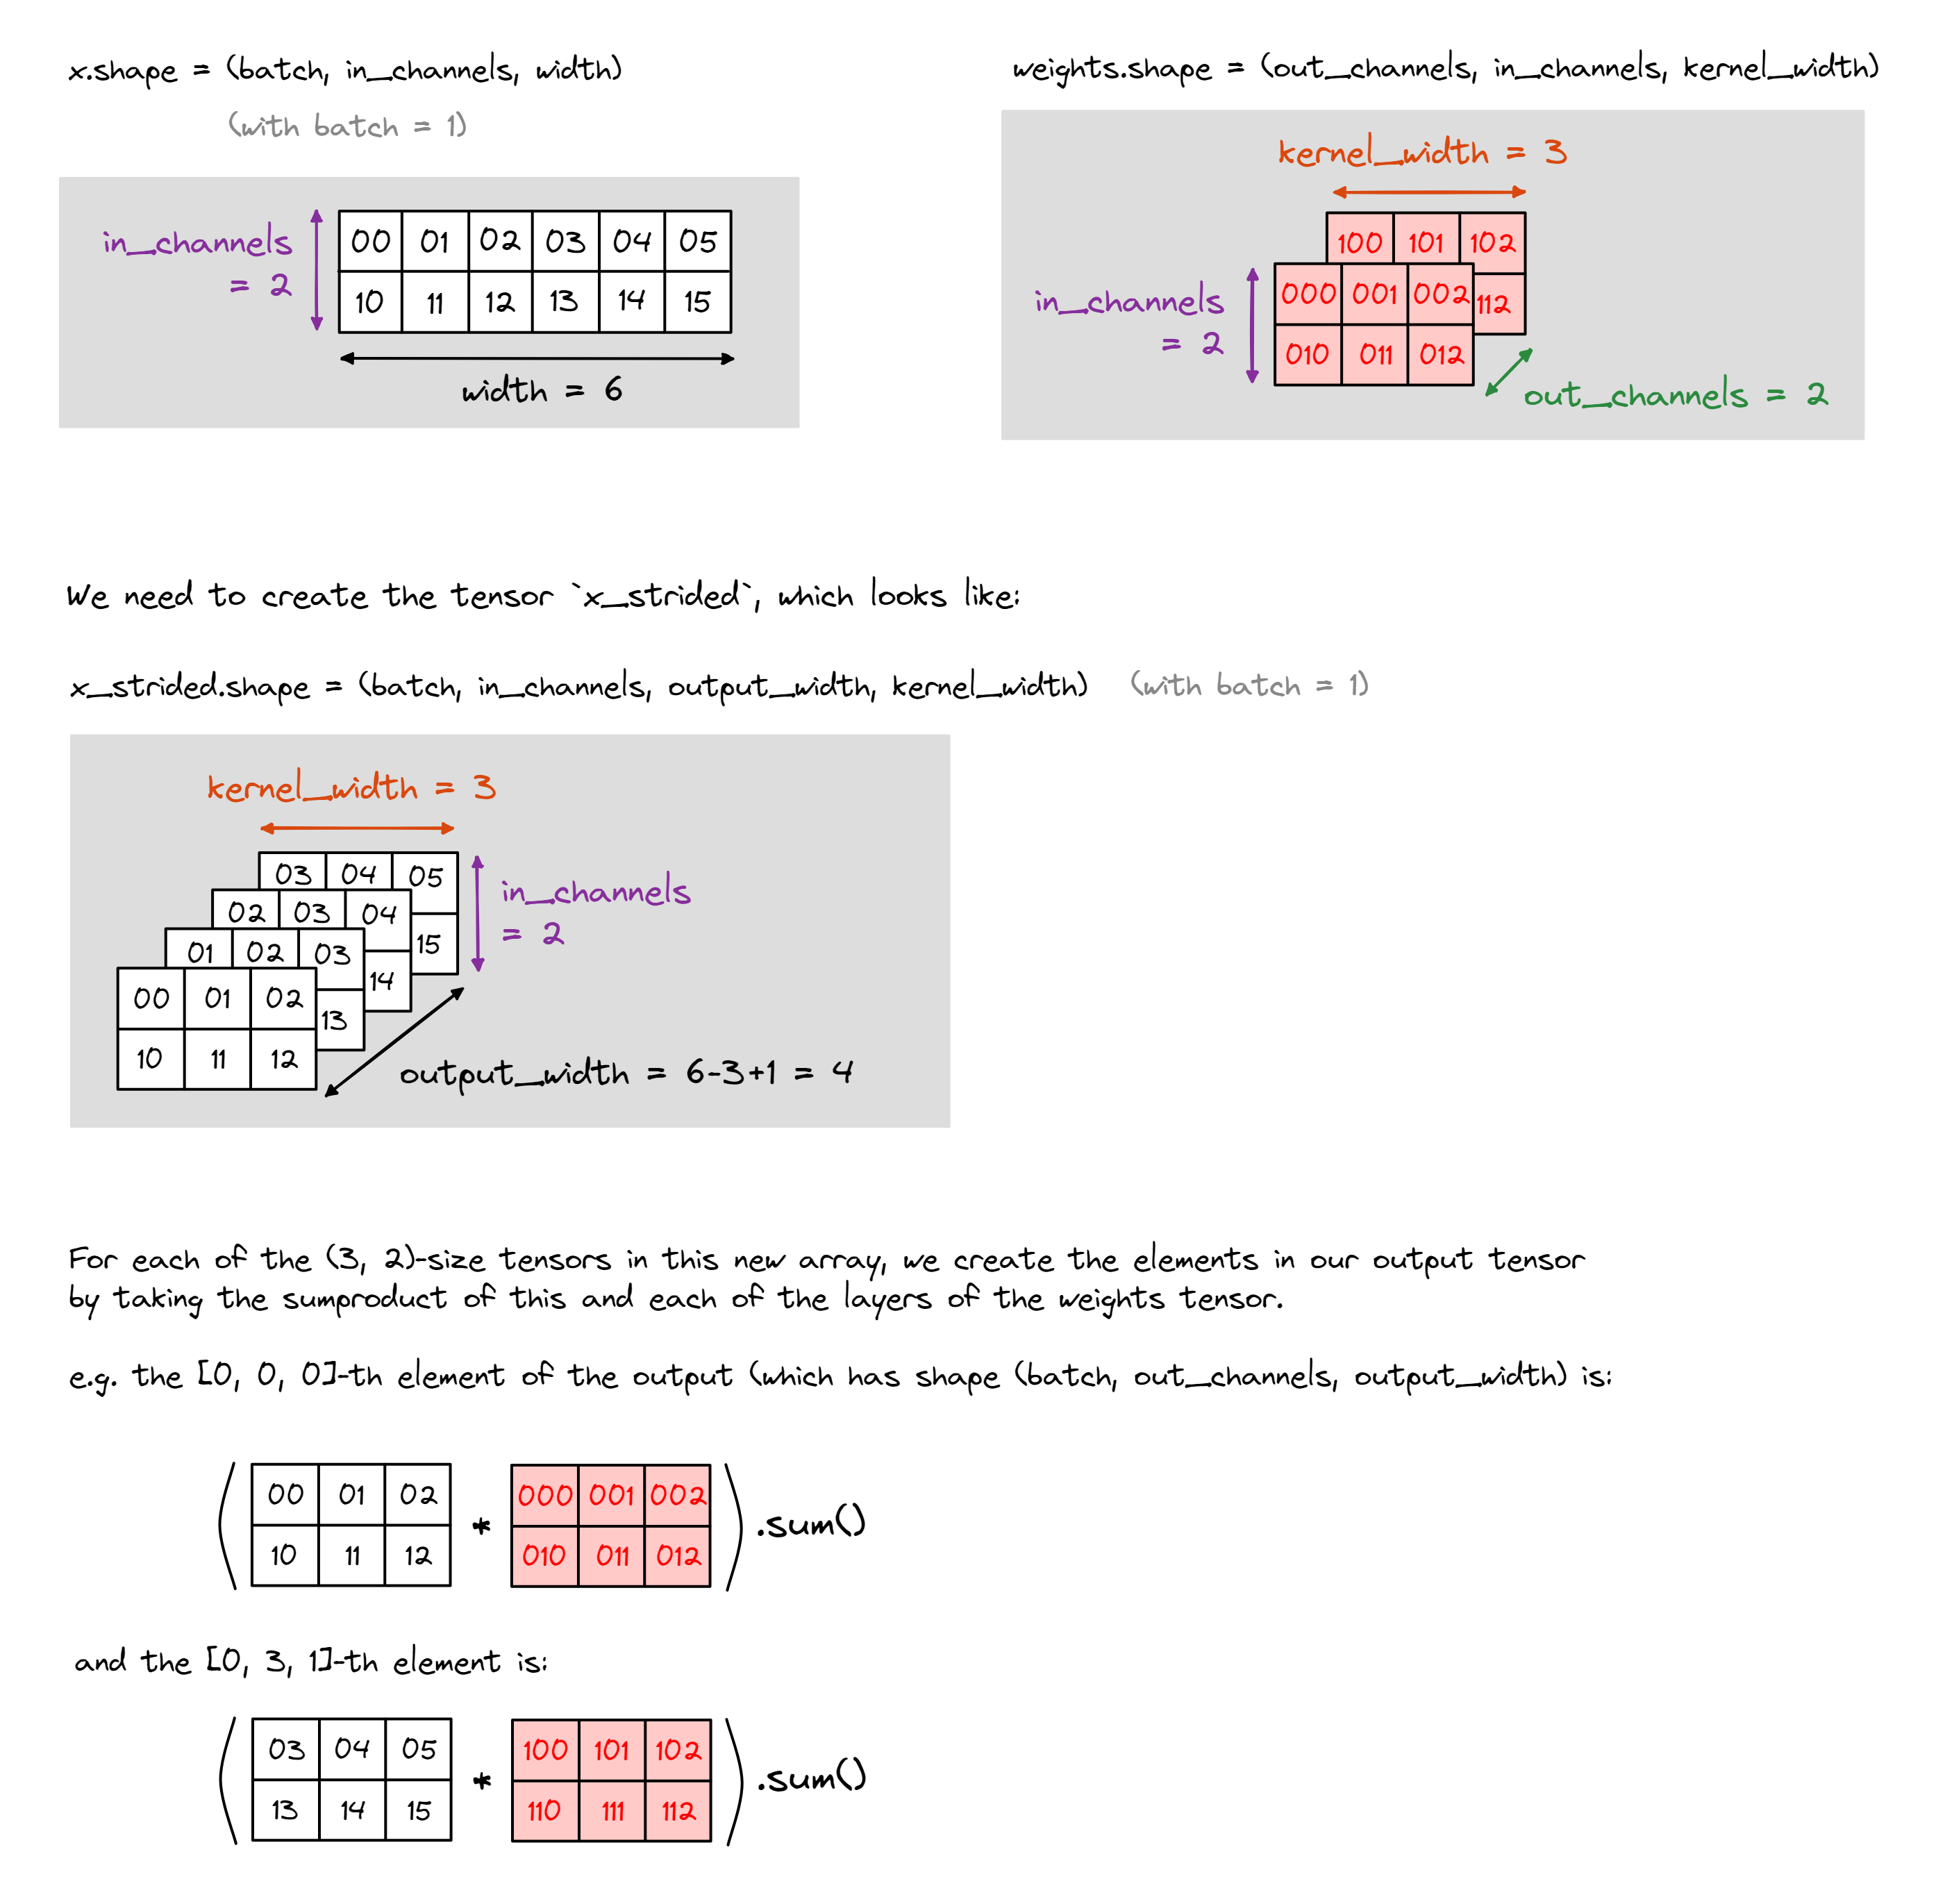 x.shape = (batch, in_channels, width)
(with batch = 1)
in_channels
= 2
00 01 02 03 04 05
10 11 12 13 14 15
width = 6
weights.shape = (out_channels, in_channels, kernel_width)
kernel_width = 3
100 101 102
112
in_channels
= 2
000 001 002
010 011 012
out_channels = 2
We need to create the tensor `x_strided`, which looks like:
x_strided.shape = (batch, in_channels, output_width, kernel_width) (with batch = 1)
kernel_width = 3
03 04 05
15
02 03 04
14
01 02 03
13
00 01 02
10 11 12
in_channels
= 2
output_width = 6-3+1 = 4
For each of the (3, 2)-size tensors in this new array, we create the elements in our output tensor
by taking the sumproduct of this and each of the layers of the weights tensor.
e.g. the [0, 0, 0]-th element of the output (which has shape (batch, out_channels, output_width) is:
( 00 01 02 * 000 001 002 ).sum()
10 11 12 010 011 012
and the [0, 3, 1]-th element is:
( 03 04 05 * 100 101 102 ).sum()
13 14 15 110 111 112